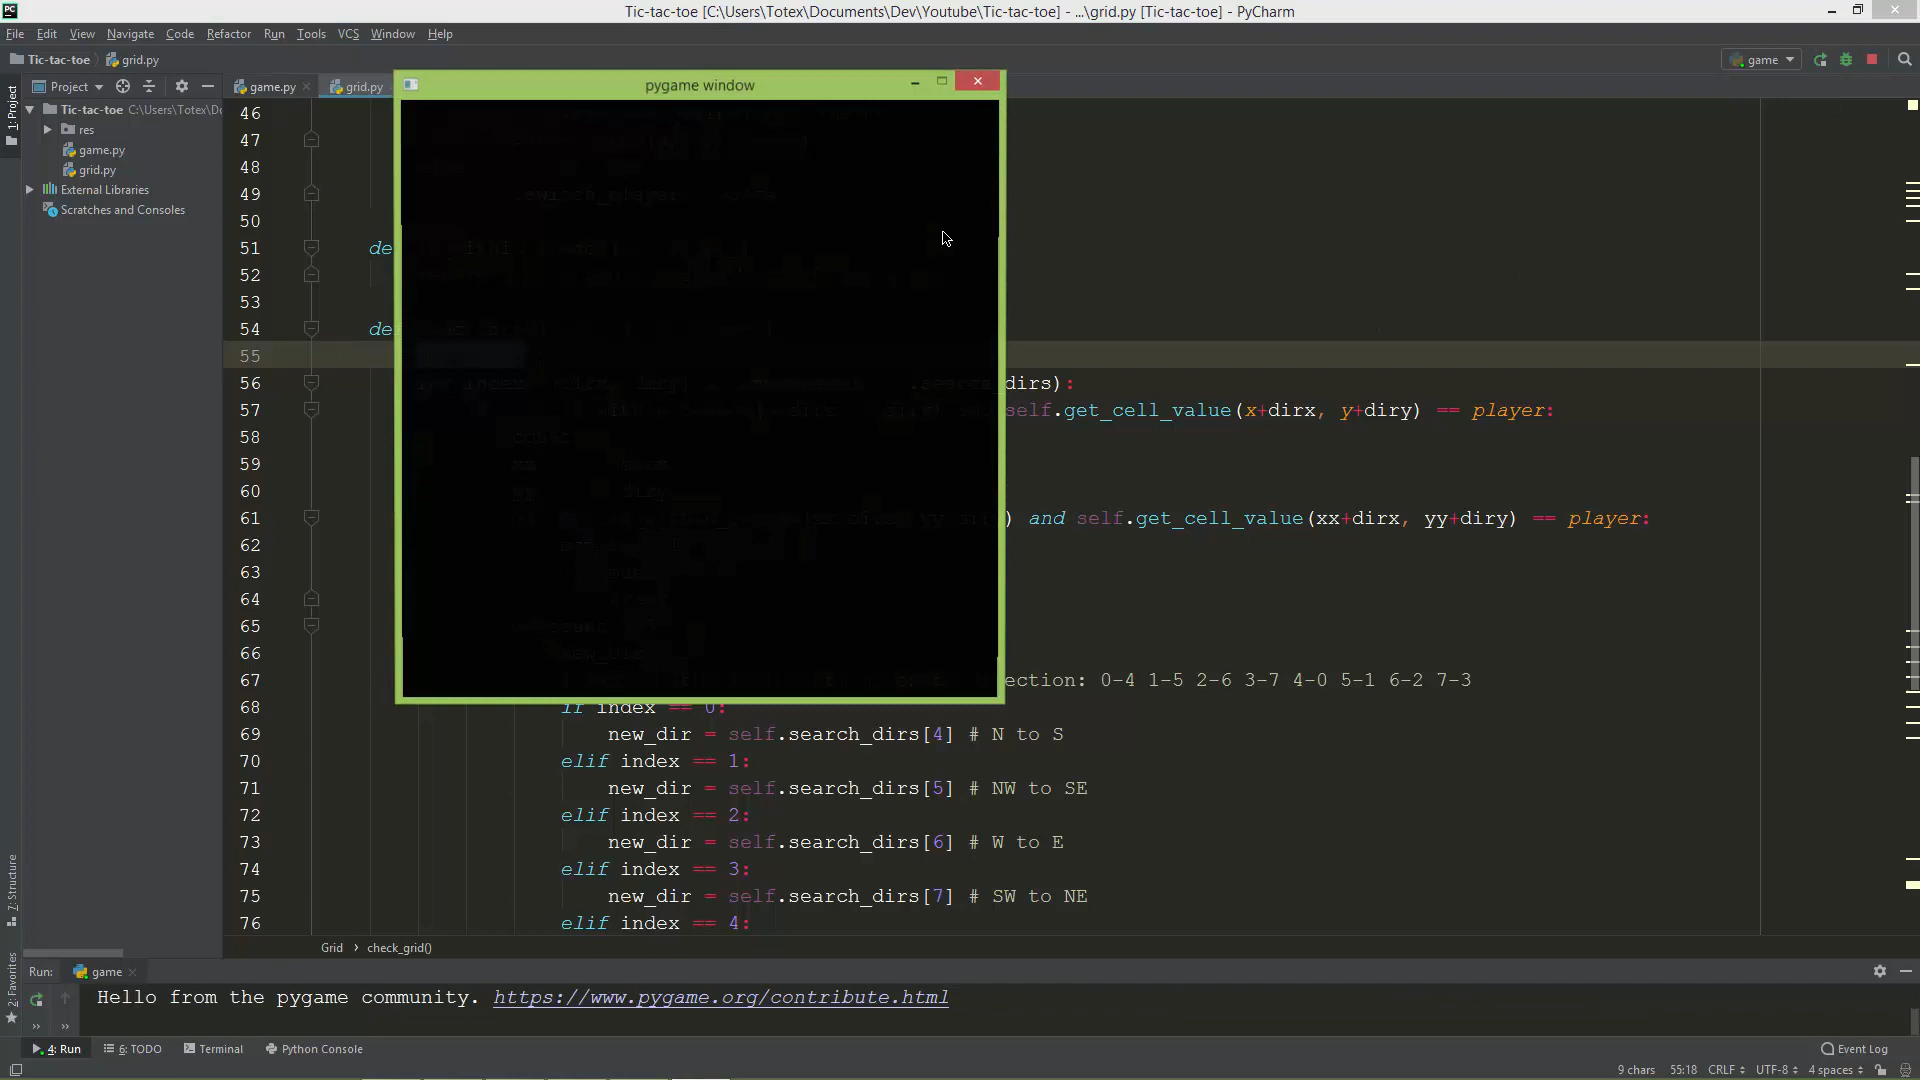 Tic-tac-toe [C:\Users\Totex\Documents\Dev\Youtube\Tic-tac-toe] - ...\grid.py [Tic-tac-toe] - PyCharm
File Edit View Navigate Code Refactor Run Tools VCS Window Help
Tic-tac-toe grid.py game
1: Project
Project game.py grid.py
pygame window
Tic-tac-toe C:\Users\Totex\D
res
game.py
grid.py
External Libraries
Scratches and Consoles
46
47
48
49
50
51 de
52
53
54 de
55
56 dirs):
57 self.get_cell_value(x+dirx, y+diry) == player:
58
59
60
61 ) and self.get_cell_value(xx+dirx, yy+diry) == player:
62
63
64
65
66
67 ection: 0-4 1-5 2-6 3-7 4-0 5-1 6-2 7-3
68 if index == 0:
69 new_dir = self.search_dirs[4] # N to S
70 elif index == 1:
71 new_dir = self.search_dirs[5] # NW to SE
72 elif index == 2:
73 new_dir = self.search_dirs[6] # W to E
74 elif index == 3:
75 new_dir = self.search_dirs[7] # SW to NE
76 elif index == 4:
Grid › check_grid()
7: Structure
2: Favorites
Run: game
Hello from the pygame community. https://www.pygame.org/contribute.html
4: Run 6: TODO Terminal Python Console Event Log
9 chars 55:18 CRLF UTF-8 4 spaces